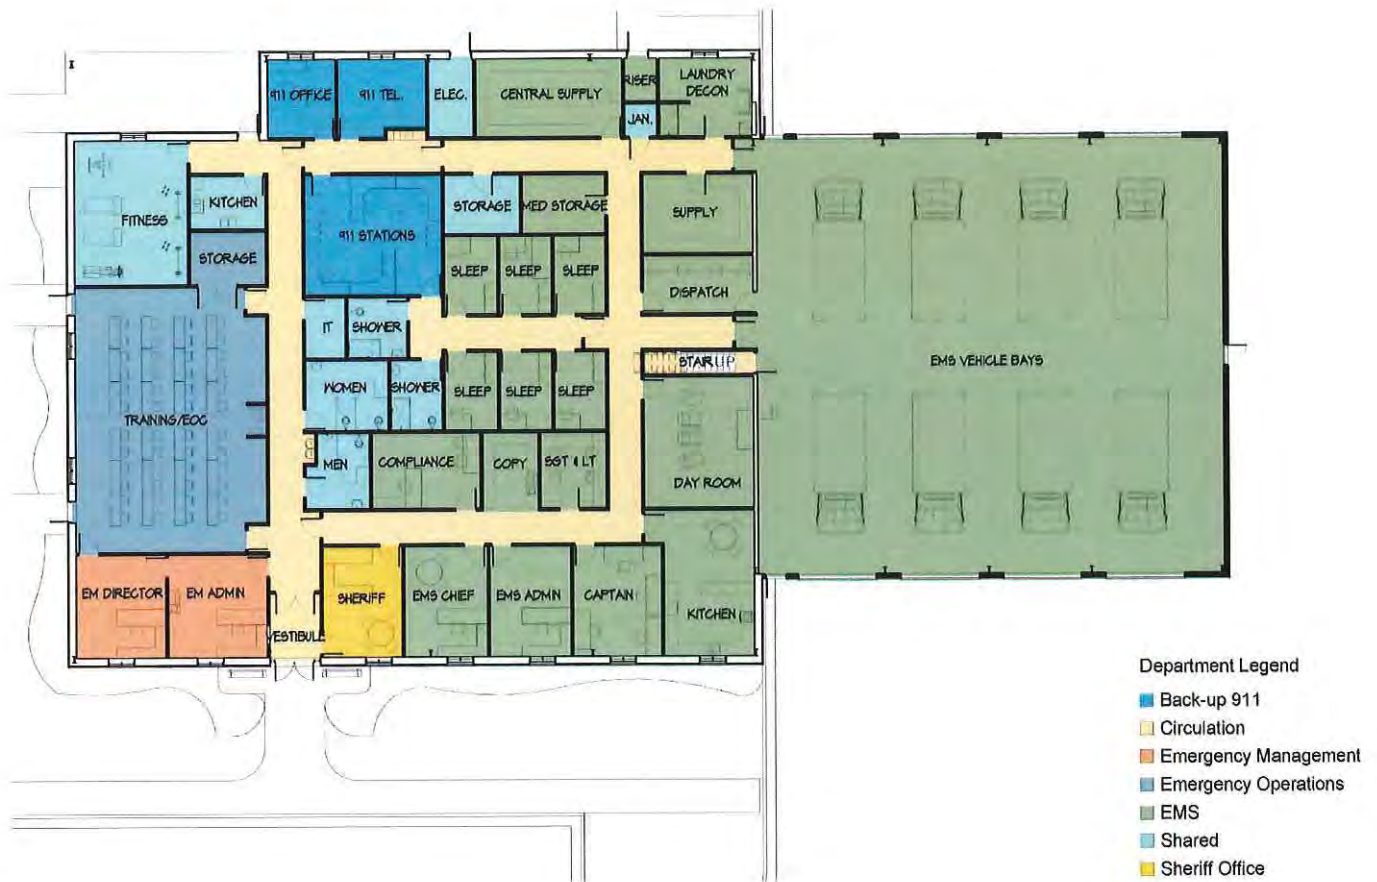 911 OFFICE
911 TEL.
ELEC.
CENTRAL SUPPLY
RISER
LAUNDRY
DECON
JAN.
FITNESS
KITCHEN
STORAGE
911 STATIONS
STORAGE
MED STORAGE
SUPPLY
SLEEP
SLEEP
SLEEP
DISPATCH
IT
SHOWER
STAIR UP
EMS VEHICLE BAYS
TRAINING/EOC
WOMEN
SHOWER
SLEEP
SLEEP
SLEEP
MEN
COMPLIANCE
COPY
SGT & LT
DAY ROOM
EM DIRECTOR
EM ADMIN
VESTIBULE
SHERIFF
EMS CHIEF
EMS ADMIN
CAPTAIN
KITCHEN
Department Legend
Back-up 911
Circulation
Emergency Management
Emergency Operations
EMS
Shared
Sheriff Office